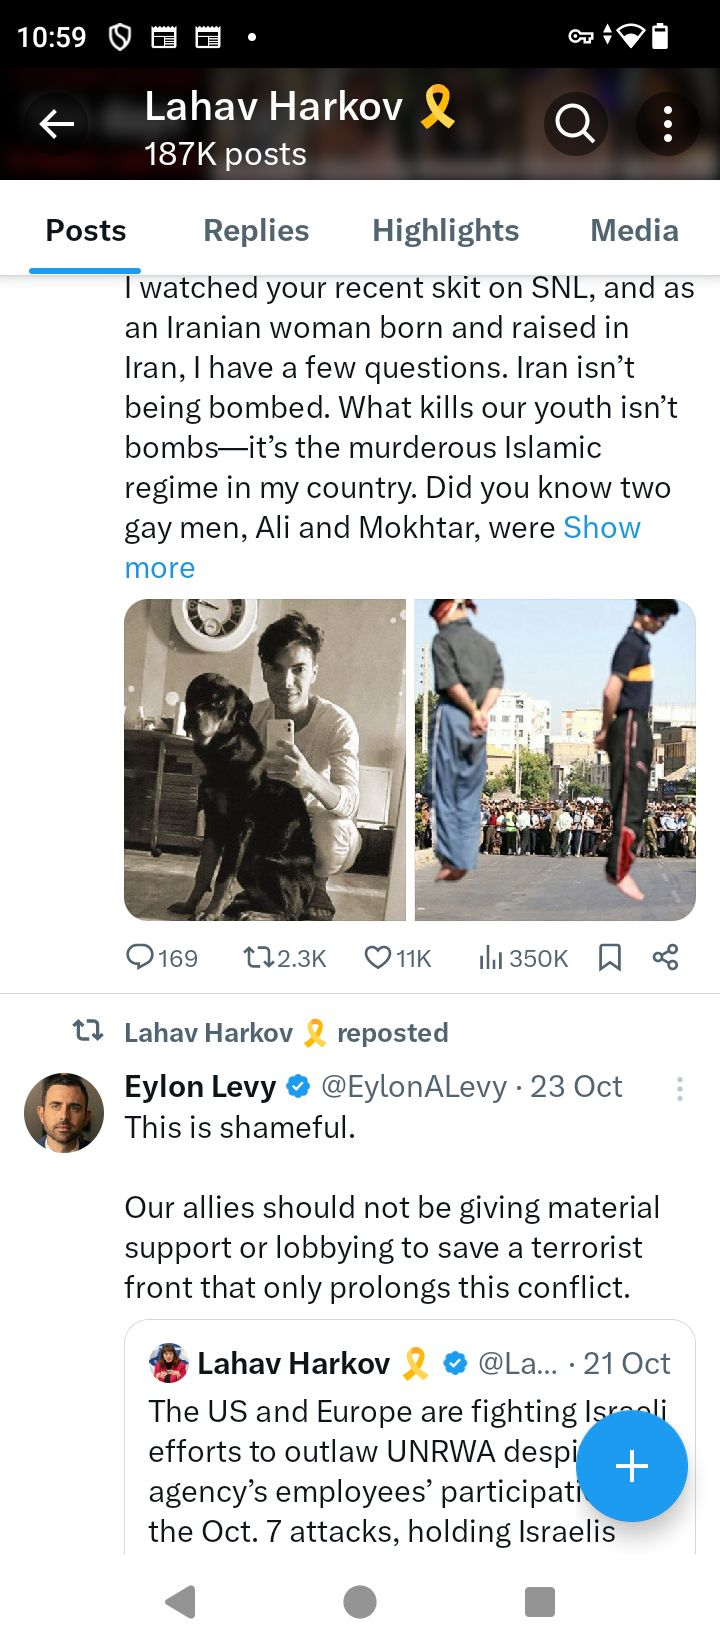 10:59
Lahav Harkov 🎗️
187K posts
Posts Replies Highlights Media
I watched your recent skit on SNL, and as
an Iranian woman born and raised in
Iran, I have a few questions. Iran isn’t
being bombed. What kills our youth isn’t
bombs—it’s the murderous Islamic
regime in my country. Did you know two
gay men, Ali and Mokhtar, were Show
more
169 2.3K 11K 350K
Lahav Harkov 🎗️ reposted
Eylon Levy @EylonALevy · 23 Oct
This is shameful.
Our allies should not be giving material
support or lobbying to save a terrorist
front that only prolongs this conflict.
Lahav Harkov 🎗️ @La... · 21 Oct
The US and Europe are fighting Israeli
efforts to outlaw UNRWA
agency’s employees’
the Oct. 7 attacks, holding Israelis